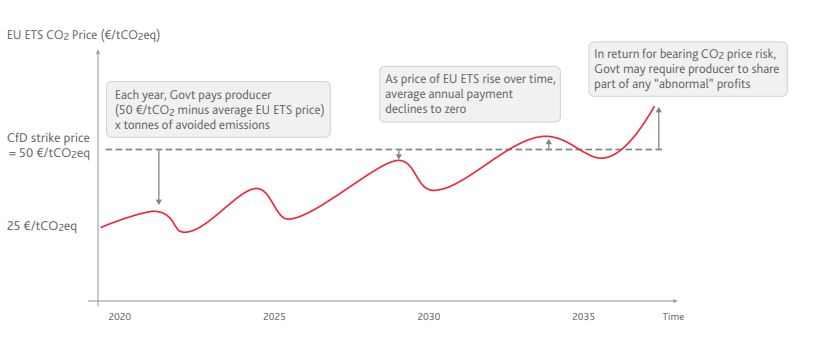 EU ETS CO2 Price (€/tCO2eq)
In return for bearing CO2 price risk,
Govt may require producer to share
part of any “abnormal” profits
As price of EU ETS rise over time,
average annual payment
declines to zero
Each year, Govt pays producer
(50 €/tCO2 minus average EU ETS price)
x tonnes of avoided emissions
CfD strike price
= 50 €/tCO2eq
25 €/tCO2eq
2020 2025 2030 2035 Time